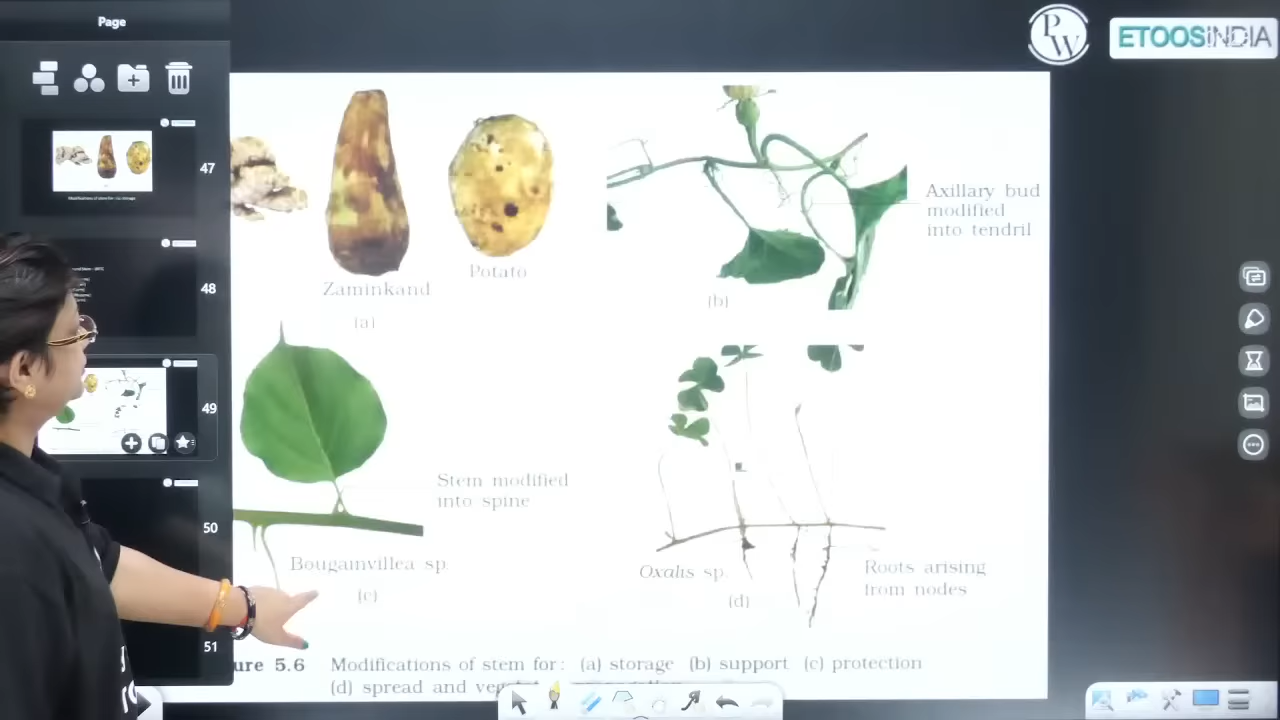 Page
PW
ETOOSINDIA
47
48
49
50
51
Zaminkand
(a)
Potato
Axillary bud
modified
into tendril
(b)
Stem modified
into spine
Bougainvillea sp.
(c)
Oxalis sp.
(d)
Roots arising
from nodes
ure 5.6 Modifications of stem for: (a) storage (b) support (c) protection
(d) spread and